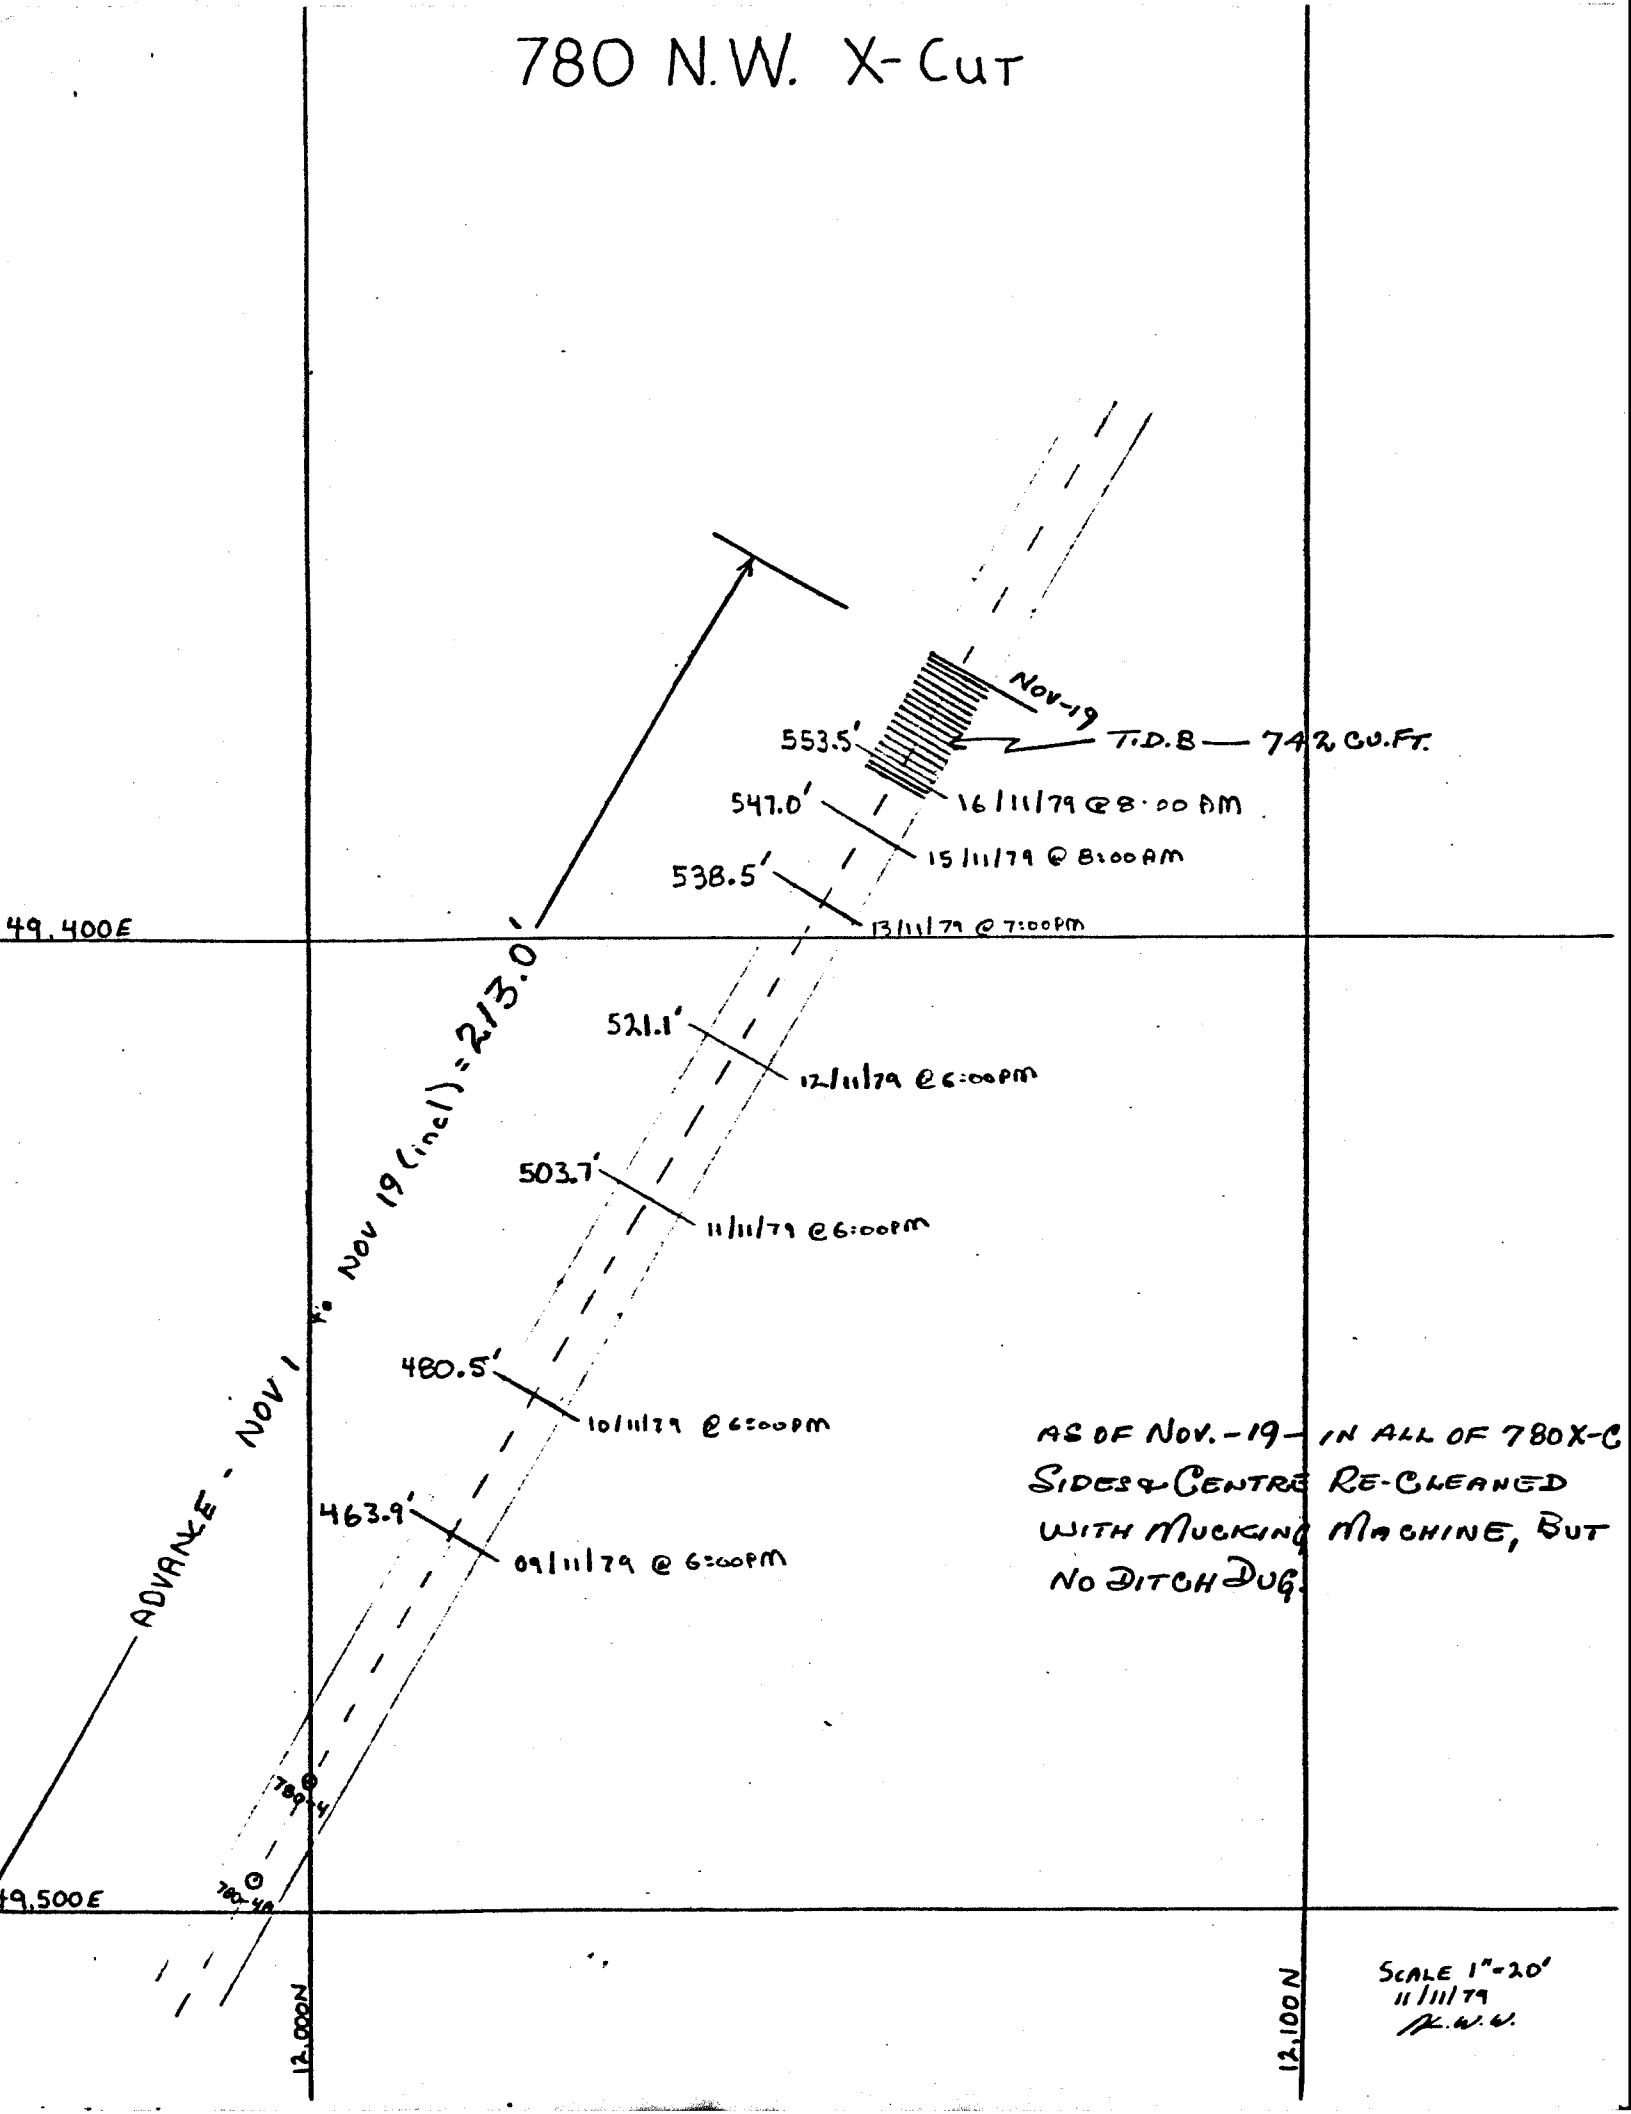 780 N.W. X-CUT
NOV-19
553.5'
T.D.B — 742 CU.FT.
547.0'
16/11/79 @ 8:00 AM
538.5'
15/11/79 @ 8:00AM
49,400E
13/11/79 @ 7:00PM
521.1'
12/11/79 @ 6:00PM
503.7'
11/11/79 @ 6:00PM
ADVANCE - NOV 1 to NOV 19 (incl) = 213.0'
480.5'
10/11/79 @ 6:00PM
AS OF NOV.-19- IN ALL OF 780X-C
SIDES & CENTRE RE-CLEANED
WITH MUCKING MACHINE, BUT
NO DITCH DUG.
463.9'
09/11/79 @ 6:00PM
780-4
780-4A
49,500E
12,000N
12,100N
SCALE 1"=20'
11/11/79
K.W.W.